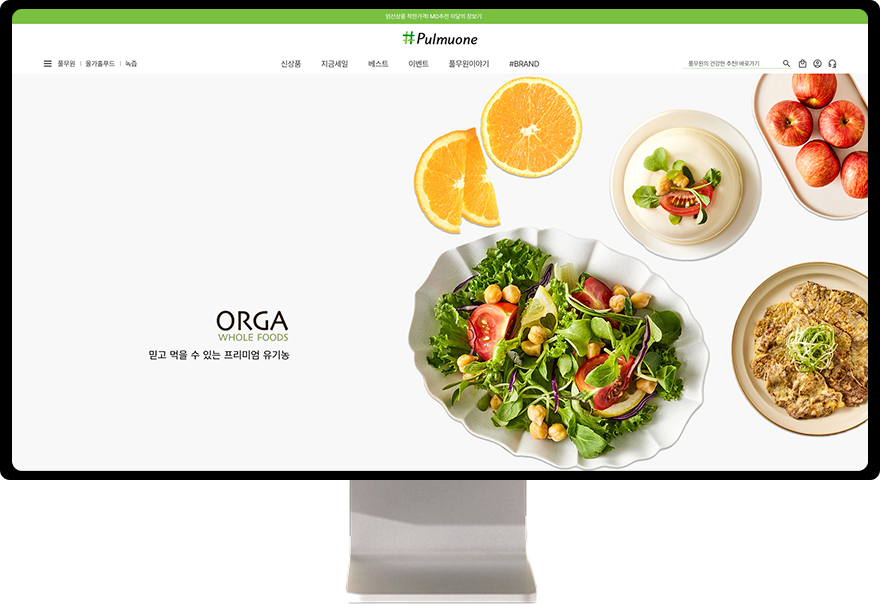 엄선상품 착한가격! MD추천 이달의 장보기
#Pulmuone
풀무원 | 올가홀푸드 | 녹즙
신상품 지금세일 베스트 이벤트 풀무원이야기 #BRAND
풀무원의 건강한 추천! 바로가기
ORGA
WHOLE FOODS
믿고 먹을 수 있는 프리미엄 유기농